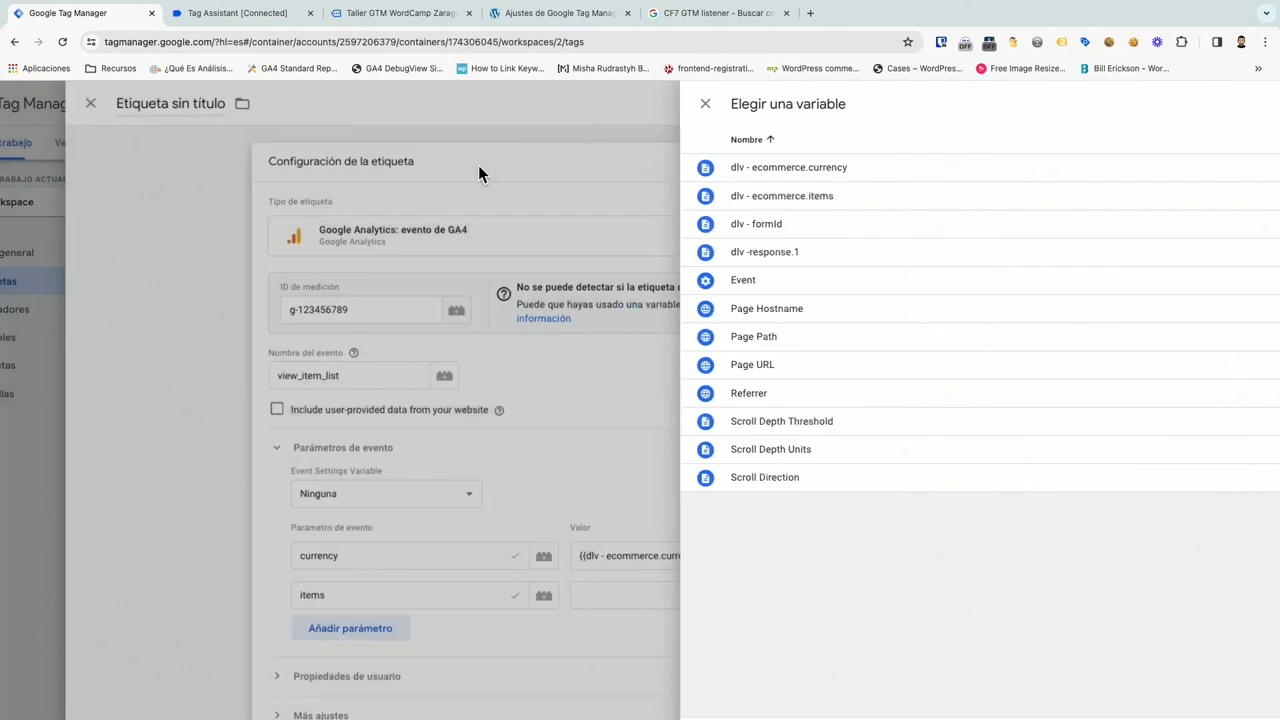 Google Tag Manager
Tag Assistant [Connected]
Taller GTM WordCamp Zarag
Ajustes de Google Tag Mana
CF7 GTM listener - Buscar co
tagmanager.google.com/?hl=es#/container/accounts/2597206379/containers/174306045/workspaces/2/tags
OFF
OFF
Aplicaciones
Recursos
¿Qué Es Análisis...
GA4 Standard Rep...
GA4 DebugView Si...
How to Link Keyw...
Misha Rudrastyh B...
frontend-registrati...
WordPress comme...
Cases – WordPres...
Free Image Resize...
Bill Erickson - Wor...
Tag Manag
Etiqueta sin título
Elegir una variable
trabajo
Ve
Nombre
Configuración de la etiqueta
dlv - ecommerce.currency
RABAJO ACTUA
Tipo de etiqueta
dlv - ecommerce.items
kspace
Google Analytics: evento de GA4
Google Analytics
dlv - formId
general
dlv -response.1
etas
ID de medición
No se puede detectar si la etiqueta
Event
adores
g-123456789
Puede que hayas usado una variable
información
Page Hostname
les
Page Path
Nombre del evento
etas
view_item_list
Page URL
llas
Referrer
Include user-provided data from your website
Scroll Depth Threshold
Parámetros de evento
Scroll Depth Units
Event Settings Variable
Scroll Direction
Ninguna
Parámetro de evento
Valor
currency
{{dlv - ecommerce.curre
items
Añadir parámetro
Propiedades de usuario
Más ajustes